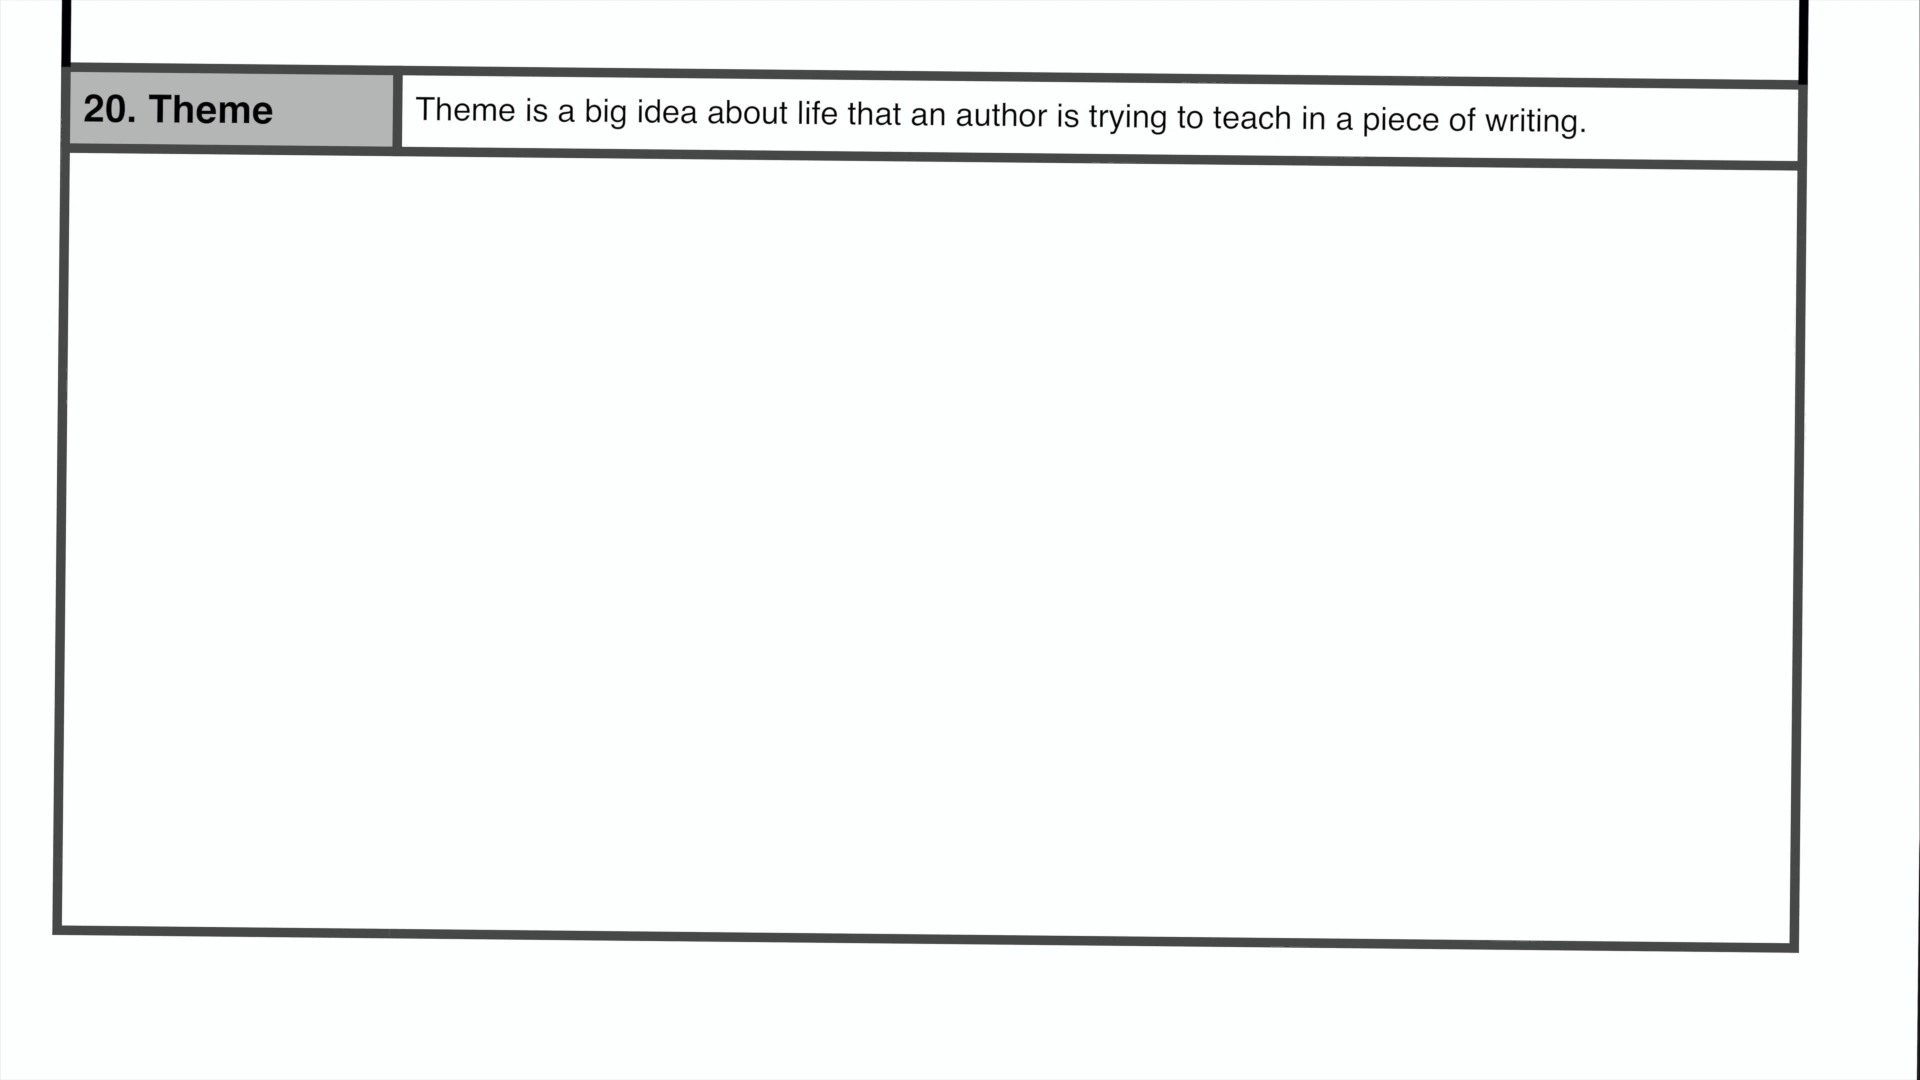 20. Theme
Theme is a big idea about life that an author is trying to teach in a piece of writing.